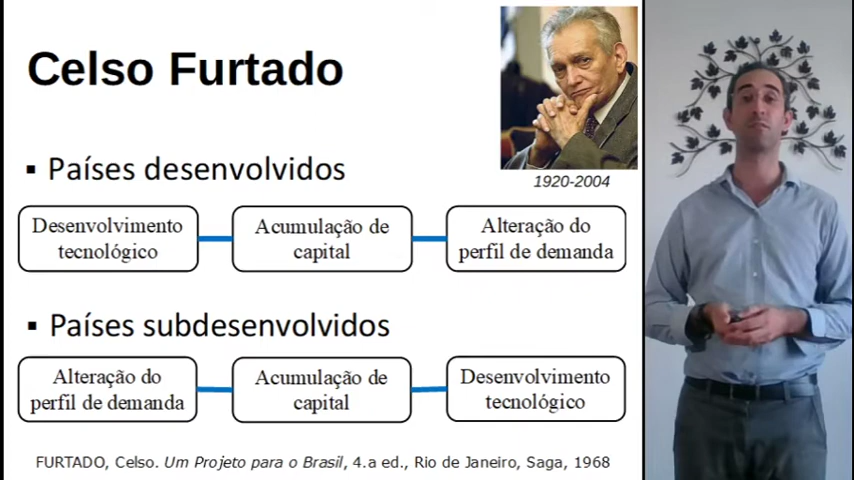 Celso Furtado
1920-2004
▪ Países desenvolvidos
Desenvolvimento
tecnológico
Acumulação de
capital
Alteração do
perfil de demanda
▪ Países subdesenvolvidos
Alteração do
perfil de demanda
Acumulação de
capital
Desenvolvimento
tecnológico
FURTADO, Celso. Um Projeto para o Brasil, 4.a ed., Rio de Janeiro, Saga, 1968